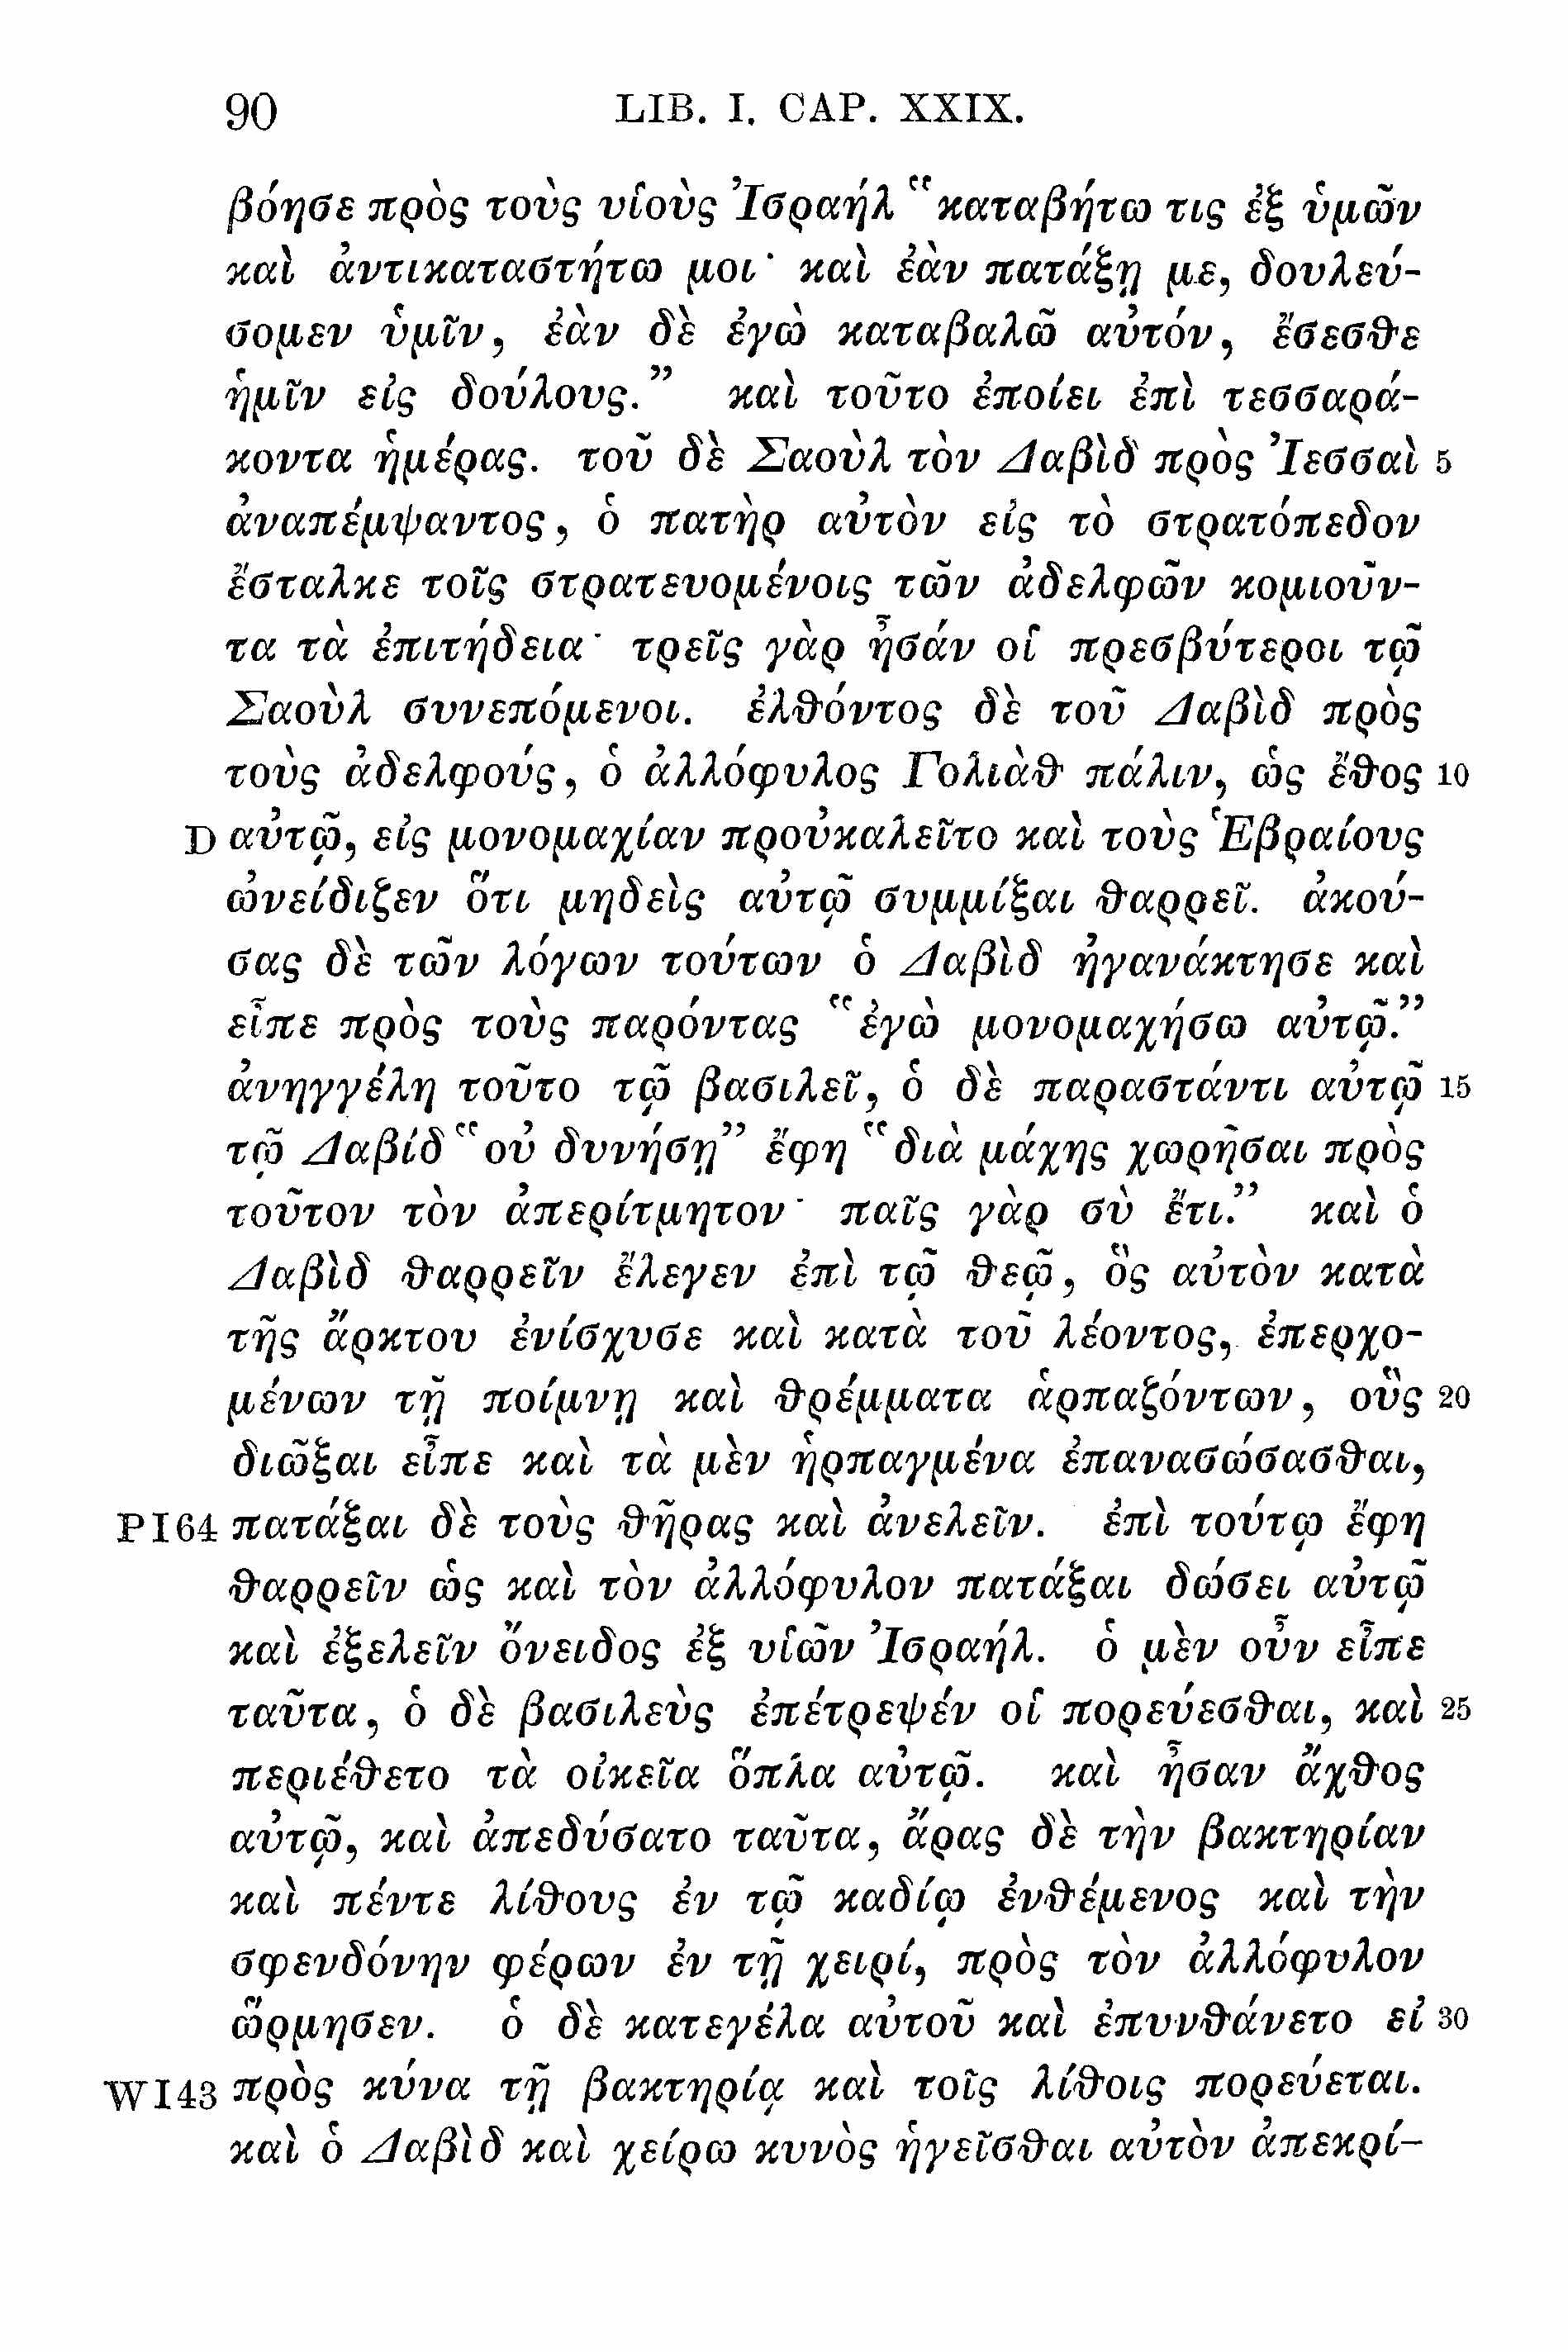 90 LIB. I. CAP. XXIX.
βόησε πρὸς τοὺς υἱοὺς Ἰσραήλ “καταβήτω τις ἐξ ὑμῶν
καὶ ἀντικαταστήτω μοι· καὶ ἐὰν πατάξῃ με, δουλεύ-
σομεν ὑμῖν, ἐὰν δὲ ἐγὼ καταβαλῶ αὐτόν, ἔσεσθε
ἡμῖν εἰς δούλους.” καὶ τοῦτο ἐποίει ἐπὶ τεσσαρά-
κοντα ἡμέρας. τοῦ δὲ Σαοὺλ τὸν Δαβὶδ πρὸς Ἰεσσαὶ 5
ἀναπέμψαντος, ὁ πατὴρ αὐτὸν εἰς τὸ στρατόπεδον
ἔσταλκε τοῖς στρατευομένοις τῶν ἀδελφῶν κομιοῦν-
τα τὰ ἐπιτήδεια· τρεῖς γὰρ ἦσάν οἱ πρεσβύτεροι τῷ
Σαοὺλ συνεπόμενοι. ἐλθόντος δὲ τοῦ Δαβὶδ πρὸς
τοὺς ἀδελφούς, ὁ ἀλλόφυλος Γολιὰθ πάλιν, ὡς ἔθος 10
D αὐτῷ, εἰς μονομαχίαν προὐκαλεῖτο καὶ τοὺς Ἑβραίους
ὠνείδιζεν ὅτι μηδεὶς αὐτῷ συμμίξαι θαρρεῖ. ἀκού-
σας δὲ τῶν λόγων τούτων ὁ Δαβὶδ ἠγανάκτησε καὶ
εἶπε πρὸς τοὺς παρόντας “ἐγὼ μονομαχήσω αὐτῷ.”
ἀνηγγέλη τοῦτο τῷ βασιλεῖ, ὁ δὲ παραστάντι αὐτῷ 15
τῷ Δαβίδ “οὐ δυνήσῃ” ἔφη “διὰ μάχης χωρῆσαι πρὸς
τοῦτον τὸν ἀπερίτμητον· παῖς γὰρ σὺ ἔτι.” καὶ ὁ
Δαβὶδ θαρρεῖν ἔλεγεν ἐπὶ τῷ θεῷ, ὃς αὐτὸν κατὰ
τῆς ἄρκτου ἐνίσχυσε καὶ κατὰ τοῦ λέοντος, ἐπερχο-
μένων τῇ ποίμνῃ καὶ θρέμματα ἁρπαζόντων, οὓς 20
διῶξαι εἶπε καὶ τὰ μὲν ἡρπαγμένα ἐπανασώσασθαι,
PI64 πατάξαι δὲ τοὺς θῆρας καὶ ἀνελεῖν. ἐπὶ τούτῳ ἔφη
θαρρεῖν ὡς καὶ τὸν ἀλλόφυλον πατάξαι δώσει αὐτῷ
καὶ ἐξελεῖν ὄνειδος ἐξ υἱῶν Ἰσραήλ. ὁ μὲν οὖν εἶπε
ταῦτα, ὁ δὲ βασιλεὺς ἐπέτρεψέν οἱ πορεύεσθαι, καὶ 25
περιέθετο τὰ οἰκεῖα ὅπλα αὐτῷ. καὶ ἦσαν ἄχθος
αὐτῷ, καὶ ἀπεδύσατο ταῦτα, ἄρας δὲ τὴν βακτηρίαν
καὶ πέντε λίθους ἐν τῷ καδίῳ ἐνθέμενος καὶ τὴν
σφενδόνην φέρων ἐν τῇ χειρί, πρὸς τὸν ἀλλόφυλον
ὥρμησεν. ὁ δὲ κατεγέλα αὐτοῦ καὶ ἐπυνθάνετο εἰ 30
WI43 πρὸς κύνα τῇ βακτηρίᾳ καὶ τοῖς λίθοις πορεύεται.
καὶ ὁ Δαβὶδ καὶ χείρω κυνὸς ἡγεῖσθαι αὐτὸν ἀπεκρί-